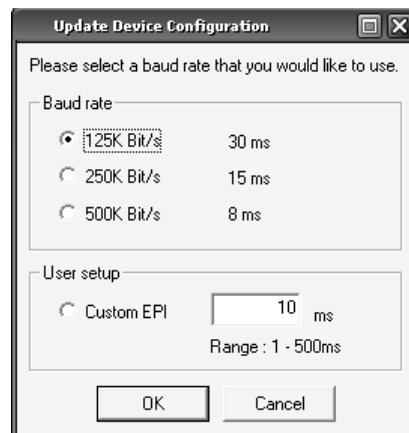 Update Device Configuration
Please select a baud rate that you would like to use.
Baud rate
125K Bit/s 30 ms
250K Bit/s 15 ms
500K Bit/s 8 ms
User setup
Custom EPI 10 ms
Range : 1 - 500ms
OK Cancel